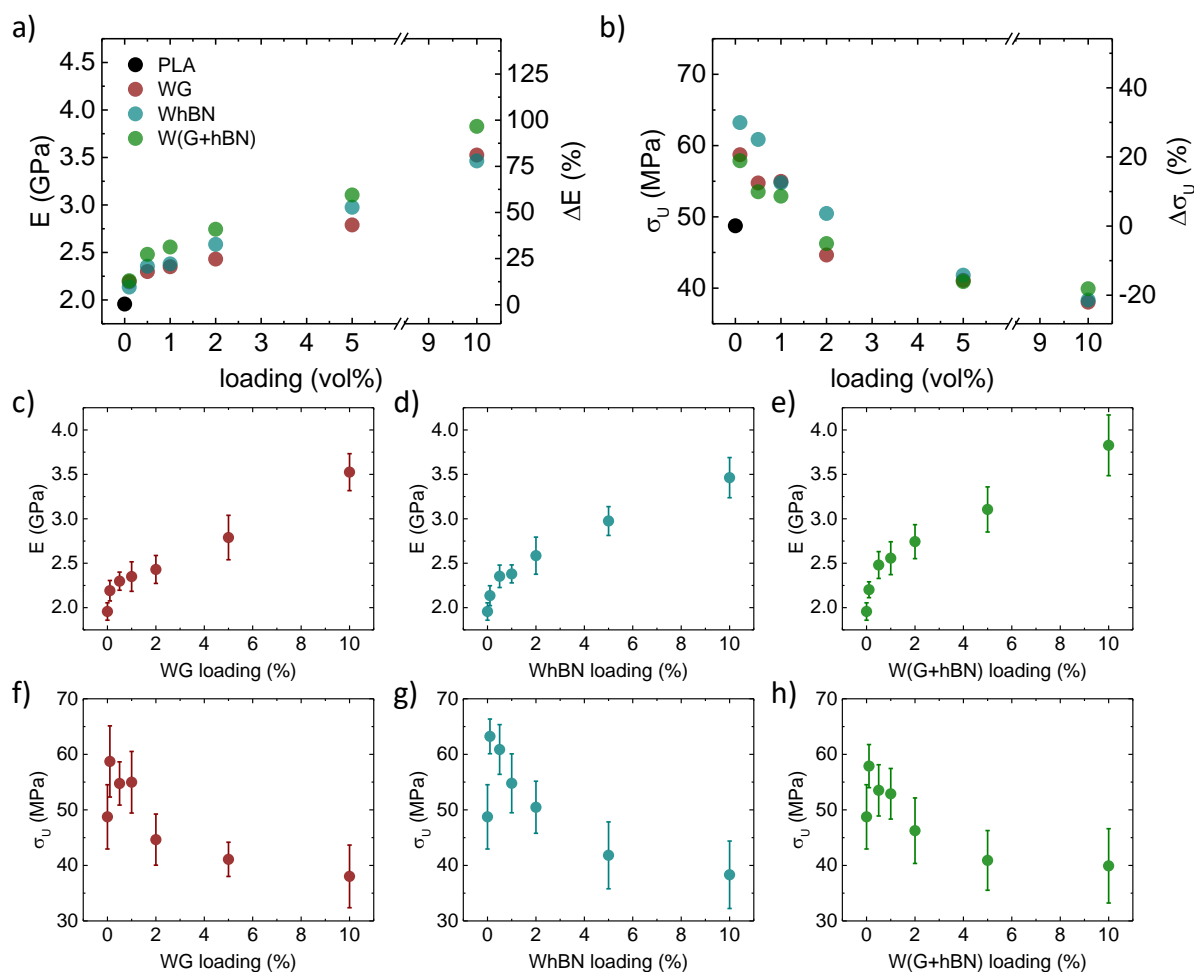 a)
4.5
4.0
3.5
3.0
2.5
2.0
E (GPa)
PLA
WG
WhBN
W(G+hBN)
125
100
75
50
25
0
ΔE (%)
0 1 2 5 9 10
loading (vol%)
b)
70
60
50
40
σU (MPa)
40
20
0
-20
ΔσU (%)
0 1 2 5 9 10
loading (vol%)
c)
4.0
3.5
3.0
2.5
2.0
E (GPa)
0 2 4 6 8 10
WG loading (%)
d)
4.0
3.5
3.0
2.5
2.0
E (GPa)
0 2 4 6 8 10
WhBN loading (%)
e)
4.0
3.5
3.0
2.5
2.0
E (GPa)
0 2 4 6 8 10
W(G+hBN) loading (%)
f)
70
60
50
40
30
σU (MPa)
0 2 4 6 8 10
WG loading (%)
g)
70
60
50
40
30
σU (MPa)
0 2 4 6 8 10
WhBN loading (%)
h)
70
60
50
40
30
σU (MPa)
0 2 4 6 8 10
W(G+hBN) loading (%)